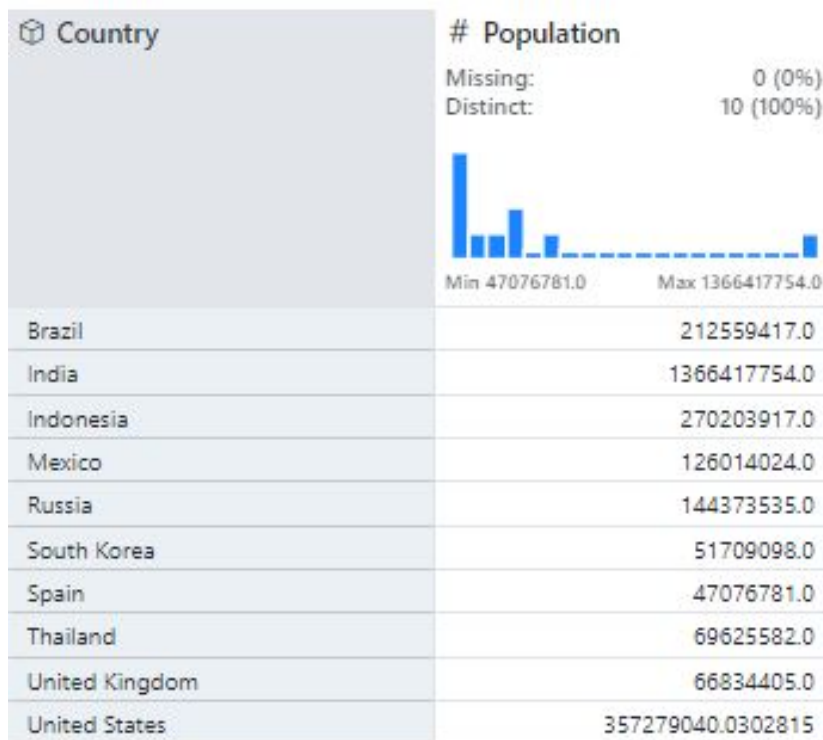 Country # Population
Missing: 0 (0%)
Distinct: 10 (100%)
Min 47076781.0 Max 1366417754.0
Brazil 212559417.0
India 1366417754.0
Indonesia 270203917.0
Mexico 126014024.0
Russia 144373535.0
South Korea 51709098.0
Spain 47076781.0
Thailand 69625582.0
United Kingdom 66834405.0
United States 357279040.0302815